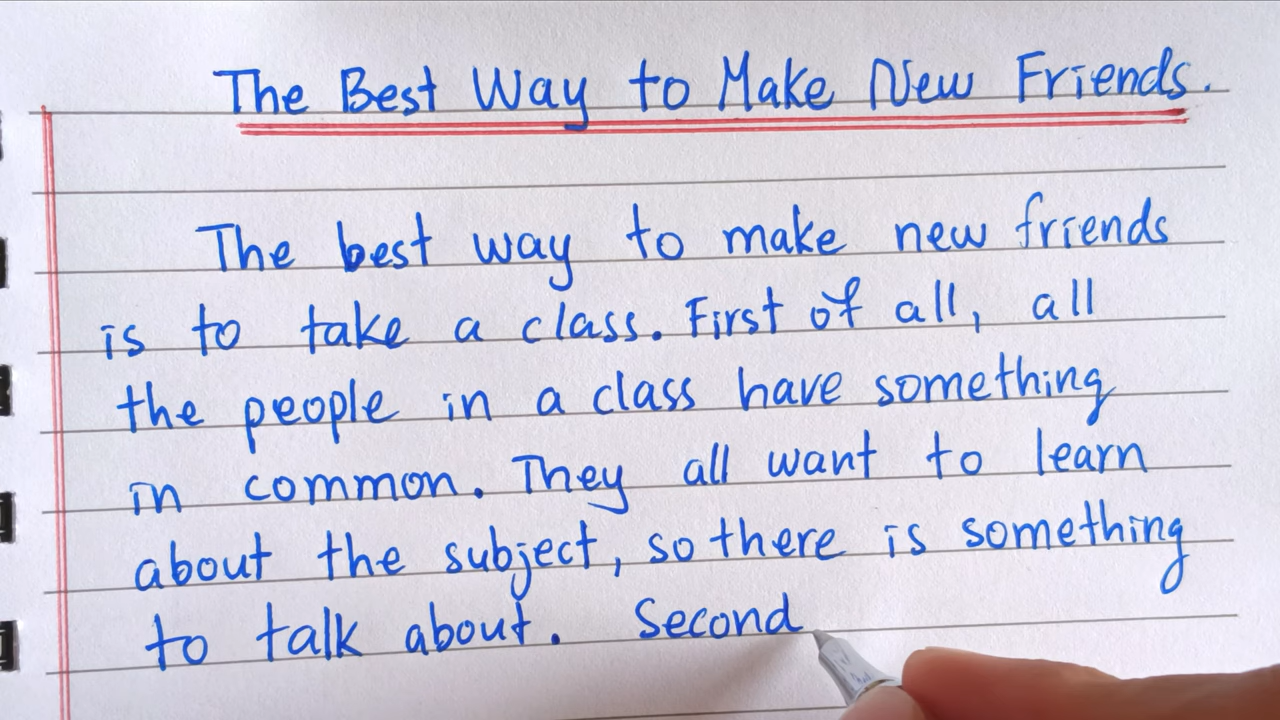 The Best Way to Make New Friends.
The best way to make new friends
is to take a class. First of all, all
the people in a class have something
in common. They all want to learn
about the subject, so there is something
to talk about. Second